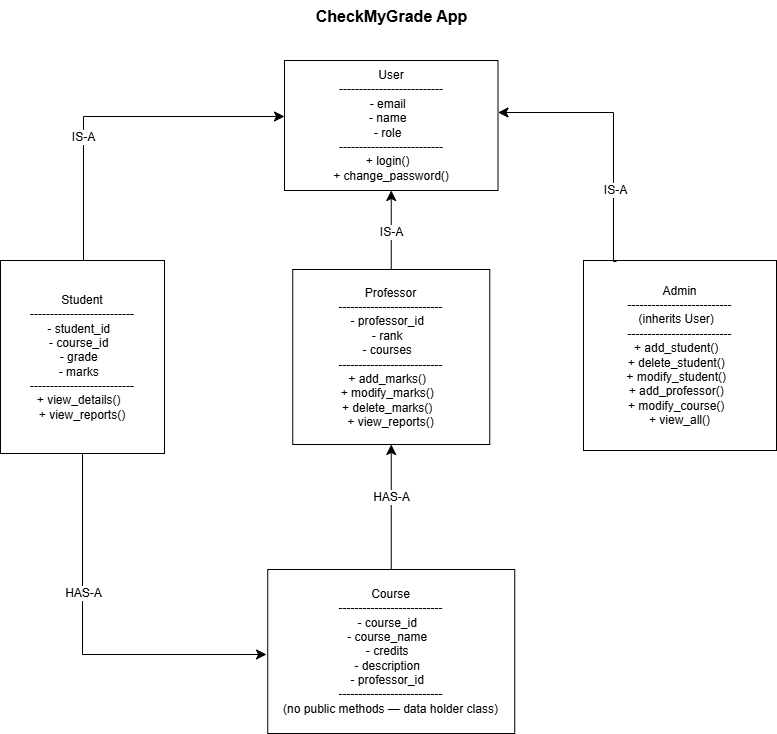 CheckMyGrade App
User
--------------------------
- email
- name
- role
--------------------------
+ login()
+ change_password()
IS-A
IS-A
IS-A
Student
--------------------------
- student_id
- course_id
- grade
- marks
--------------------------
+ view_details()
+ view_reports()
Professor
--------------------------
- professor_id
- rank
- courses
--------------------------
+ add_marks()
+ modify_marks()
+ delete_marks()
+ view_reports()
Admin
--------------------------
(inherits User)
--------------------------
+ add_student()
+ delete_student()
+ modify_student()
+ add_professor()
+ modify_course()
+ view_all()
HAS-A
HAS-A
Course
--------------------------
- course_id
- course_name
- credits
- description
- professor_id
--------------------------
(no public methods — data holder class)